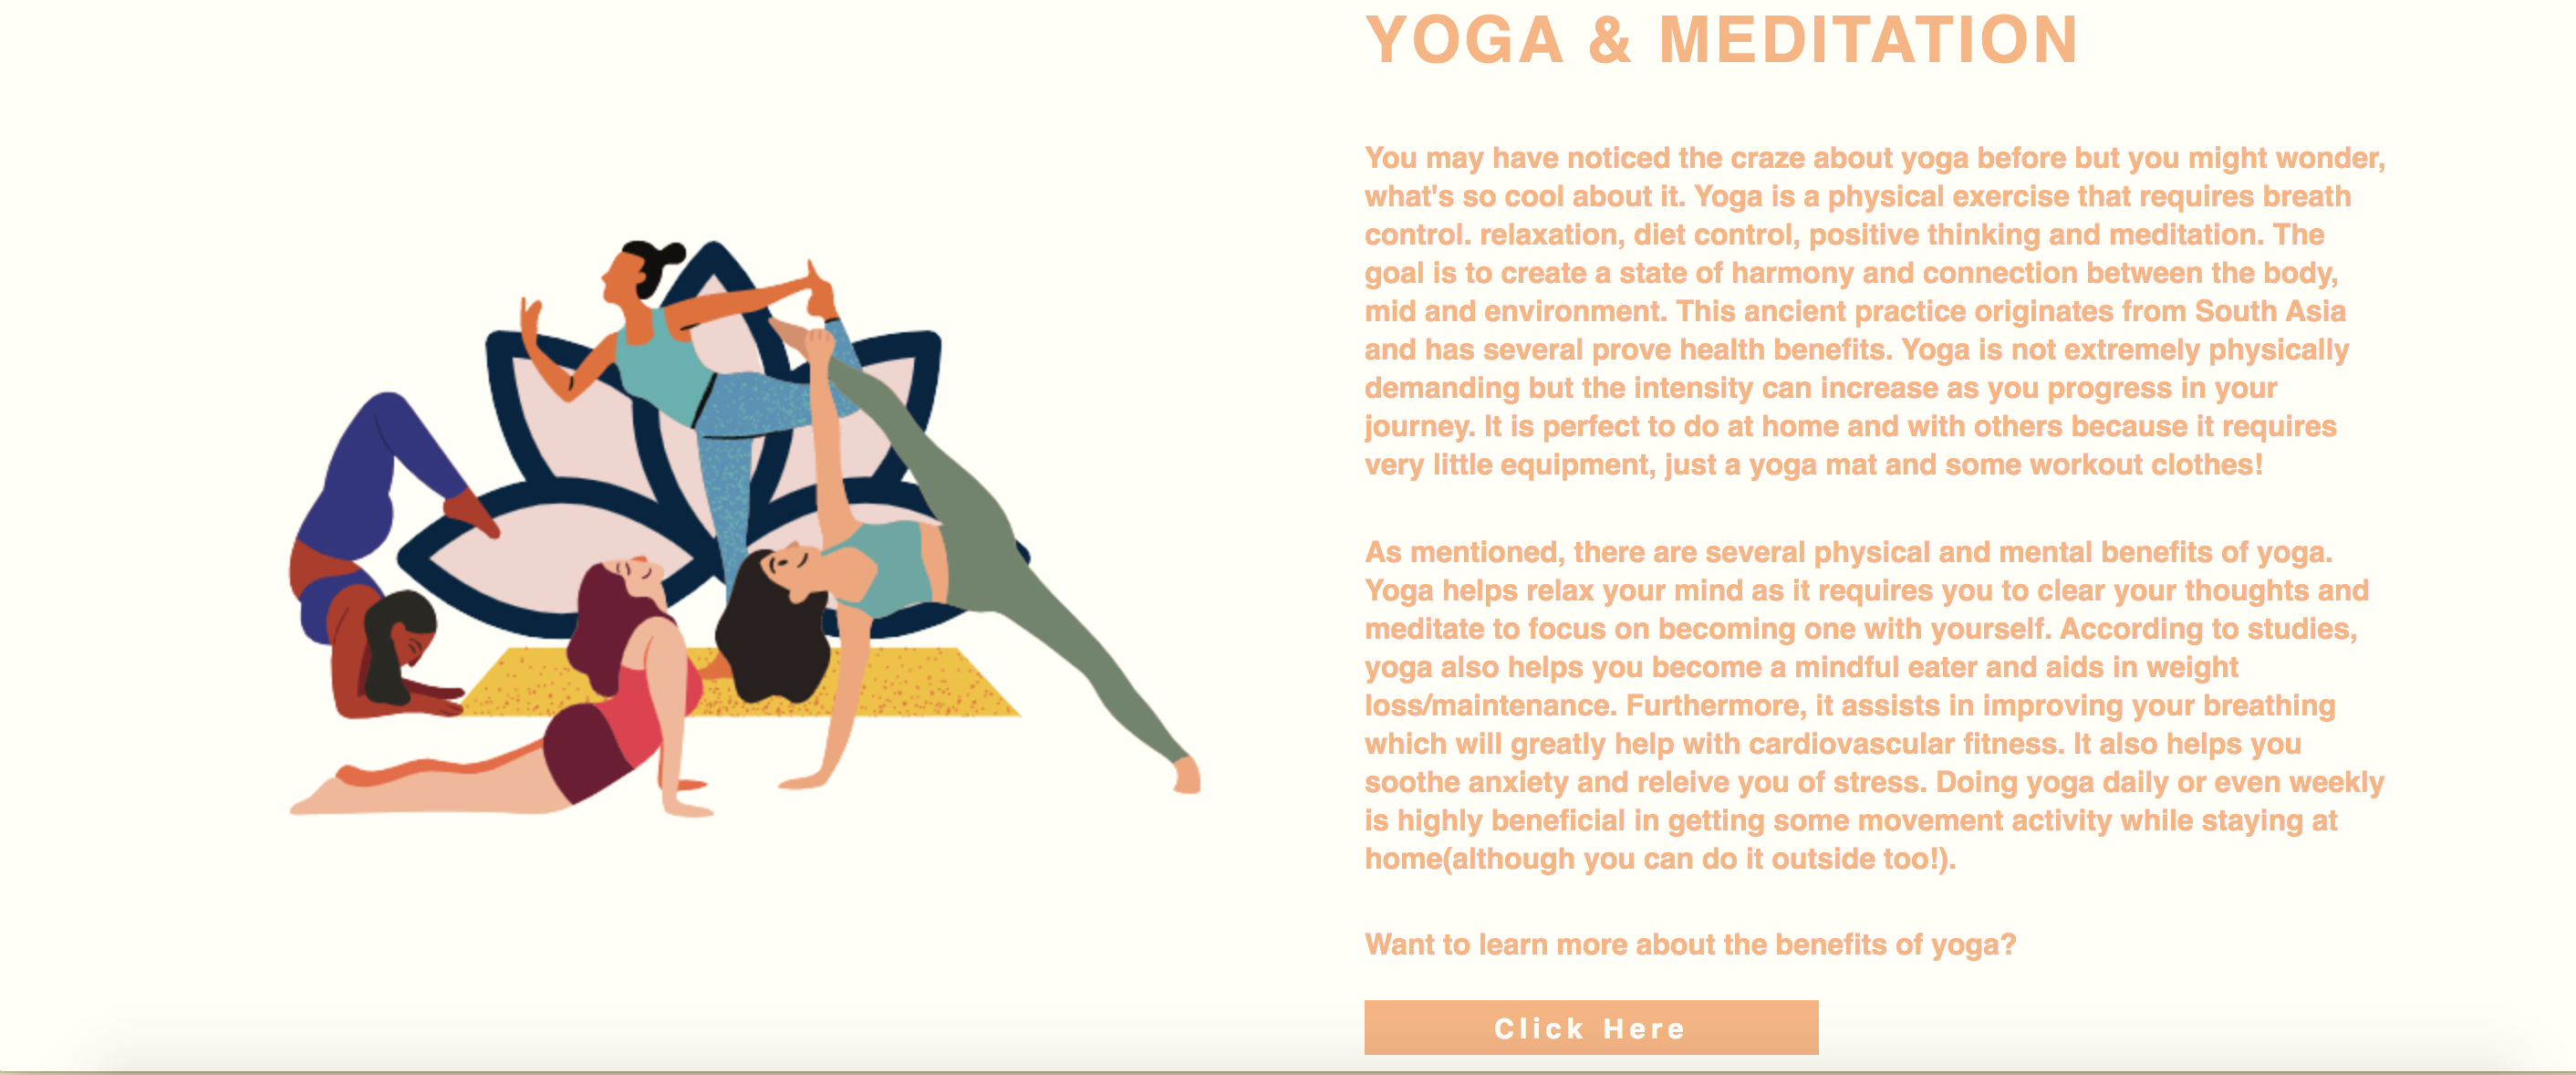 YOGA & MEDITATION
You may have noticed the craze about yoga before but you might wonder,
what's so cool about it. Yoga is a physical exercise that requires breath
control. relaxation, diet control, positive thinking and meditation. The
goal is to create a state of harmony and connection between the body,
mid and environment. This ancient practice originates from South Asia
and has several prove health benefits. Yoga is not extremely physically
demanding but the intensity can increase as you progress in your
journey. It is perfect to do at home and with others because it requires
very little equipment, just a yoga mat and some workout clothes!
As mentioned, there are several physical and mental benefits of yoga.
Yoga helps relax your mind as it requires you to clear your thoughts and
meditate to focus on becoming one with yourself. According to studies,
yoga also helps you become a mindful eater and aids in weight
loss/maintenance. Furthermore, it assists in improving your breathing
which will greatly help with cardiovascular fitness. It also helps you
soothe anxiety and releive you of stress. Doing yoga daily or even weekly
is highly beneficial in getting some movement activity while staying at
home(although you can do it outside too!).
Want to learn more about the benefits of yoga?
Click Here